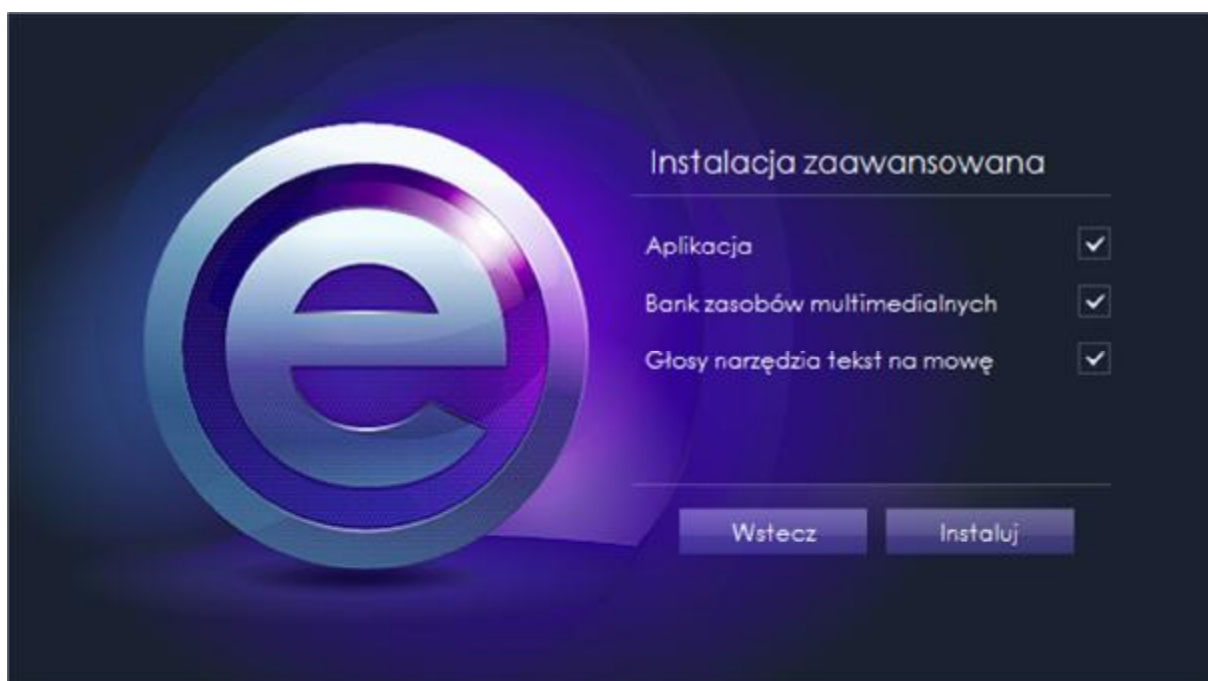 Instalacja zaawansowana
Aplikacja
Bank zasobów multimedialnych
Głosy narzędzia tekst na mowę
Wstecz Instaluj